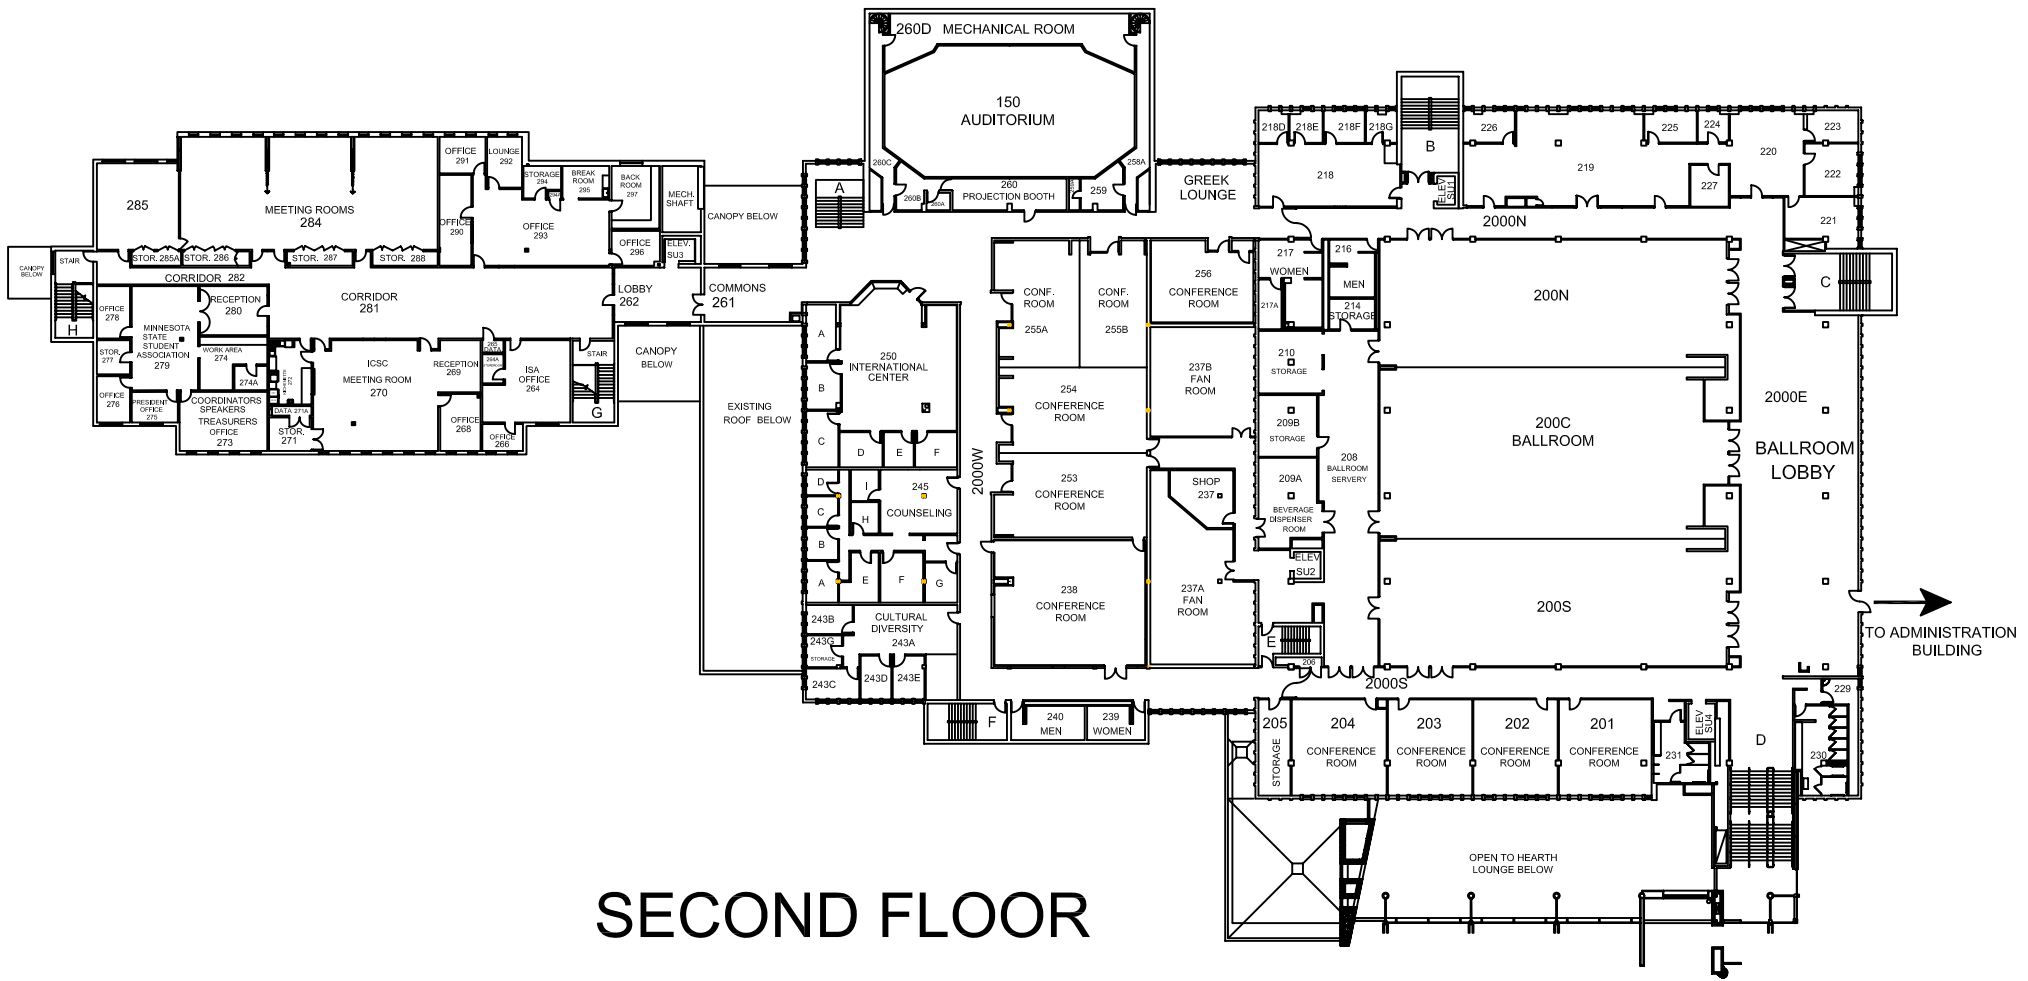 260D MECHANICAL ROOM
150
AUDITORIUM
260C
258A
260
PROJECTION BOOTH
260B
260A
259
A
GREEK
LOUNGE
218D
218E
218F
218G
218
B
ELEV
SU1
226
225
224
223
219
220
227
222
221
2000N
C
OFFICE
291
LOUNGE
292
STORAGE
294
BREAK
ROOM
295
BACK
ROOM
297
MECH.
SHAFT
CANOPY BELOW
285
MEETING ROOMS
284
OFFICE
290
OFFICE
293
OFFICE
296
ELEV.
SU3
STOR. 285A
STOR. 286
STOR. 287
STOR. 288
CANOPY
BELOW
STAIR
H
CORRIDOR 282
CORRIDOR
281
LOBBY
262
COMMONS
261
OFFICE
278
RECEPTION
280
MINNESOTA
STATE
STUDENT
ASSOCIATION
279
STOR.
277
WORK AREA
274
274A
OFFICE
276
PRESIDENT
OFFICE
275
COORDINATORS
SPEAKERS
TREASURERS
OFFICE
273
DATA 271A
STOR.
271
ICSC
MEETING ROOM
270
RECEPTION
269
OFFICE
268
265
DATA
264A
ISA
OFFICE
264
OFFICE
266
STAIR
G
CANOPY
BELOW
EXISTING
ROOF BELOW
A
B
C
D
E
F
250
INTERNATIONAL
CENTER
D
C
B
A
I
H
245
COUNSELING
E
F
G
243B
243G
STORAGE
243C
CULTURAL
DIVERSITY
243A
243D
243E
2000W
CONF.
ROOM
255A
CONF.
ROOM
255B
256
CONFERENCE
ROOM
254
CONFERENCE
ROOM
253
CONFERENCE
ROOM
238
CONFERENCE
ROOM
237B
FAN
ROOM
SHOP
237
237A
FAN
ROOM
217
WOMEN
217A
216
MEN
214
STORAGE
210
STORAGE
209B
STORAGE
209A
BEVERAGE
DISPENSER
ROOM
208
BALLROOM
SERVERY
ELEV
SU2
E
206
200N
200C
BALLROOM
200S
2000E
BALLROOM
LOBBY
TO ADMINISTRATION
BUILDING
2000S
F
240
MEN
239
WOMEN
205
STORAGE
204
CONFERENCE
ROOM
203
CONFERENCE
ROOM
202
CONFERENCE
ROOM
201
CONFERENCE
ROOM
231
ELEV
SU4
D
229
230
OPEN TO HEARTH
LOUNGE BELOW
SECOND FLOOR